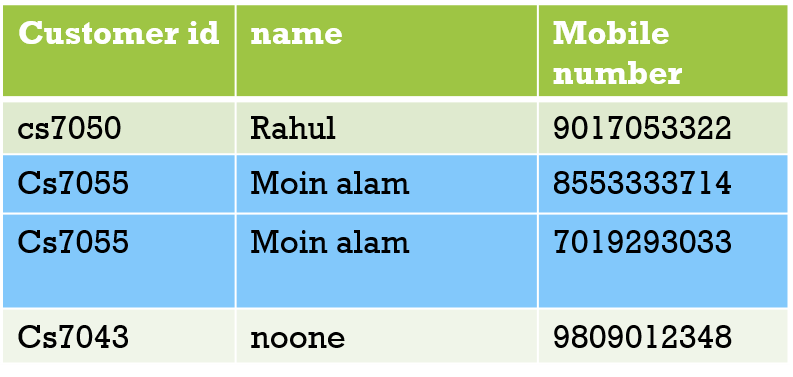 Customer id name Mobile number
cs7050 Rahul 9017053322
Cs7055 Moin alam 8553333714
Cs7055 Moin alam 7019293033
Cs7043 noone 9809012348